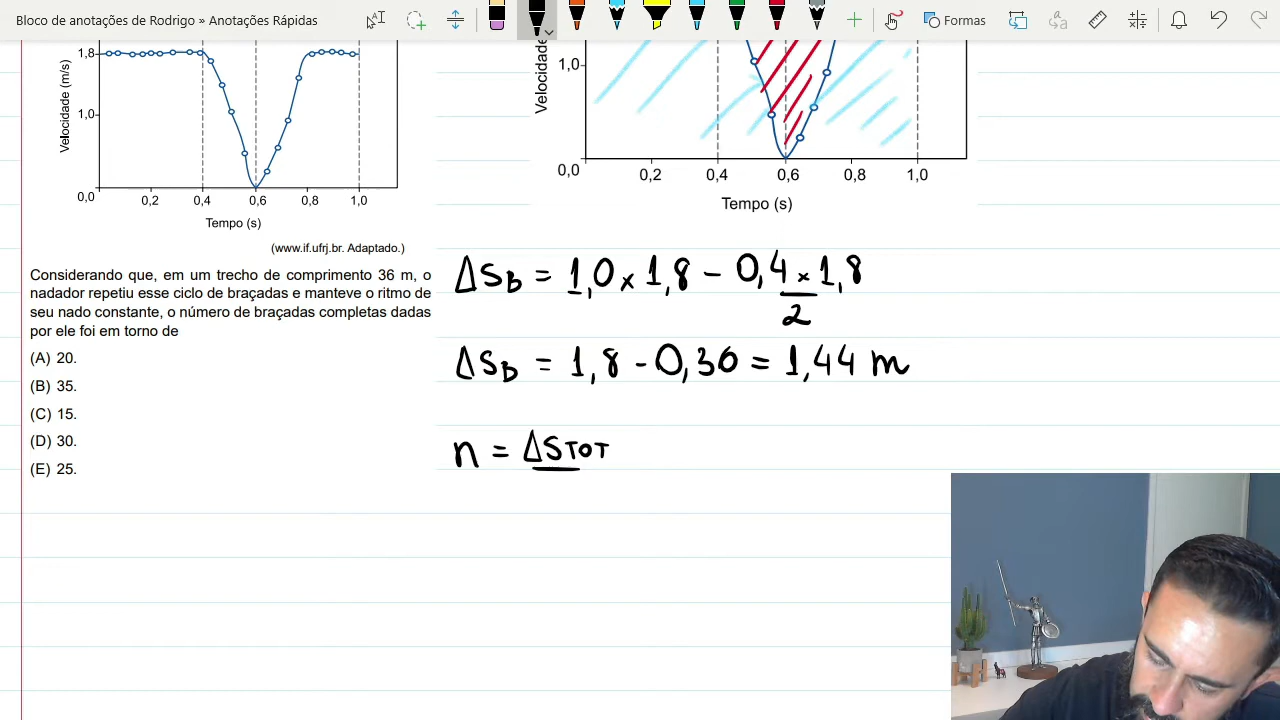 Bloco de notações de Rodrigo » Anotações Rápidas
Formas
Velocidade (m/s)
1,8
1,0
0,0
0,2
0,4
0,6
0,8
1,0
Tempo (s)
(www.if.ufrj.br. Adaptado.)
Velocidade
1,0
0,0
0,2
0,4
0,6
0,8
1,0
Tempo (s)
Considerando que, em um trecho de comprimento 36 m, o
nadador repetiu esse ciclo de braçadas e manteve o ritmo de
seu nado constante, o número de braçadas completas dadas
por ele foi em torno de
(A) 20.
(B) 35.
(C) 15.
(D) 30.
(E) 25.
ΔSB = 1,0 x 1,8 - 0,4 x 1,8
2
ΔSB = 1,8 - 0,36 = 1,44 m
n = ΔSTOT